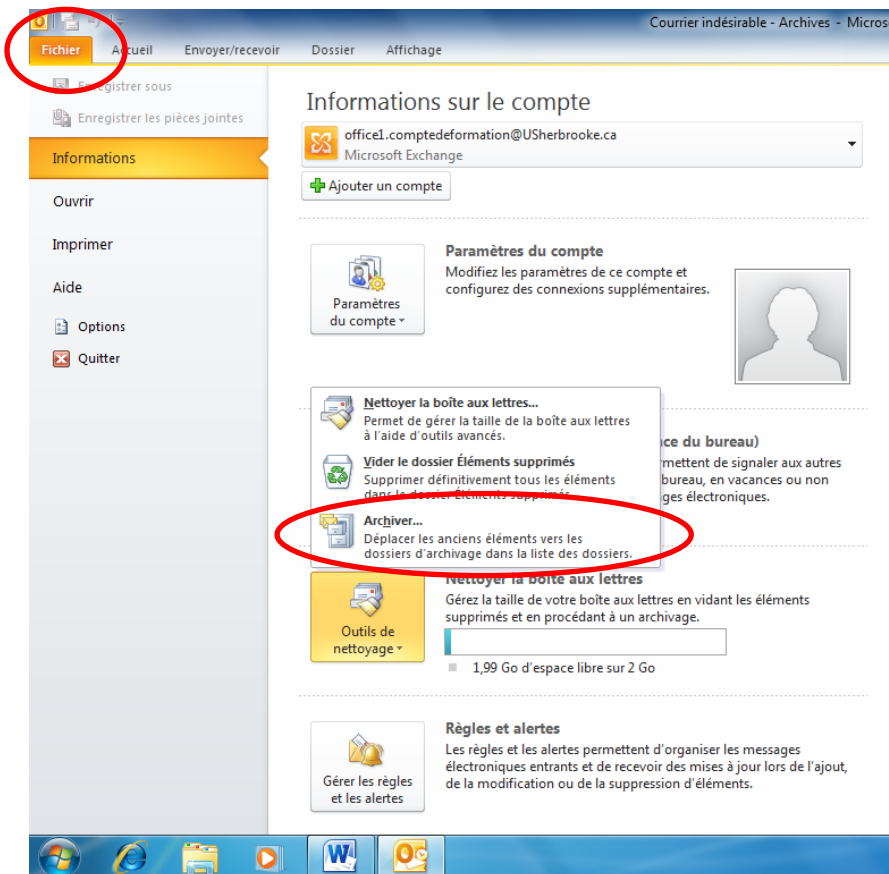 Courrier indésirable - Archives - Micros
Fichier Accueil Envoyer/recevoir Dossier Affichage
Enregistrer sous
Enregistrer les pièces jointes
Informations
Ouvrir
Imprimer
Aide
Options
Quitter
Informations sur le compte
office1.comptedeformation@USherbrooke.ca
Microsoft Exchange
Ajouter un compte
Paramètres du compte
Paramètres du compte
Modifiez les paramètres de ce compte et
configurez des connexions supplémentaires.
Nettoyer la boîte aux lettres...
Permet de gérer la taille de la boîte aux lettres
à l'aide d'outils avancés.
Vider le dossier Éléments supprimés
Supprimer définitivement tous les éléments
dans le dossier Éléments supprimés.
Archiver...
Déplacer les anciens éléments vers les
dossiers d'archivage dans la liste des dossiers.
ce du bureau)
mettent de signaler aux autres
bureau, en vacances ou non
ges électroniques.
Outils de
nettoyage
Nettoyer la boîte aux lettres
Gérez la taille de votre boîte aux lettres en vidant les éléments
supprimés et en procédant à un archivage.
1,99 Go d'espace libre sur 2 Go
Gérer les règles
et les alertes
Règles et alertes
Les règles et les alertes permettent d'organiser les messages
électroniques entrants et de recevoir des mises à jour lors de l'ajout,
de la modification ou de la suppression d'éléments.